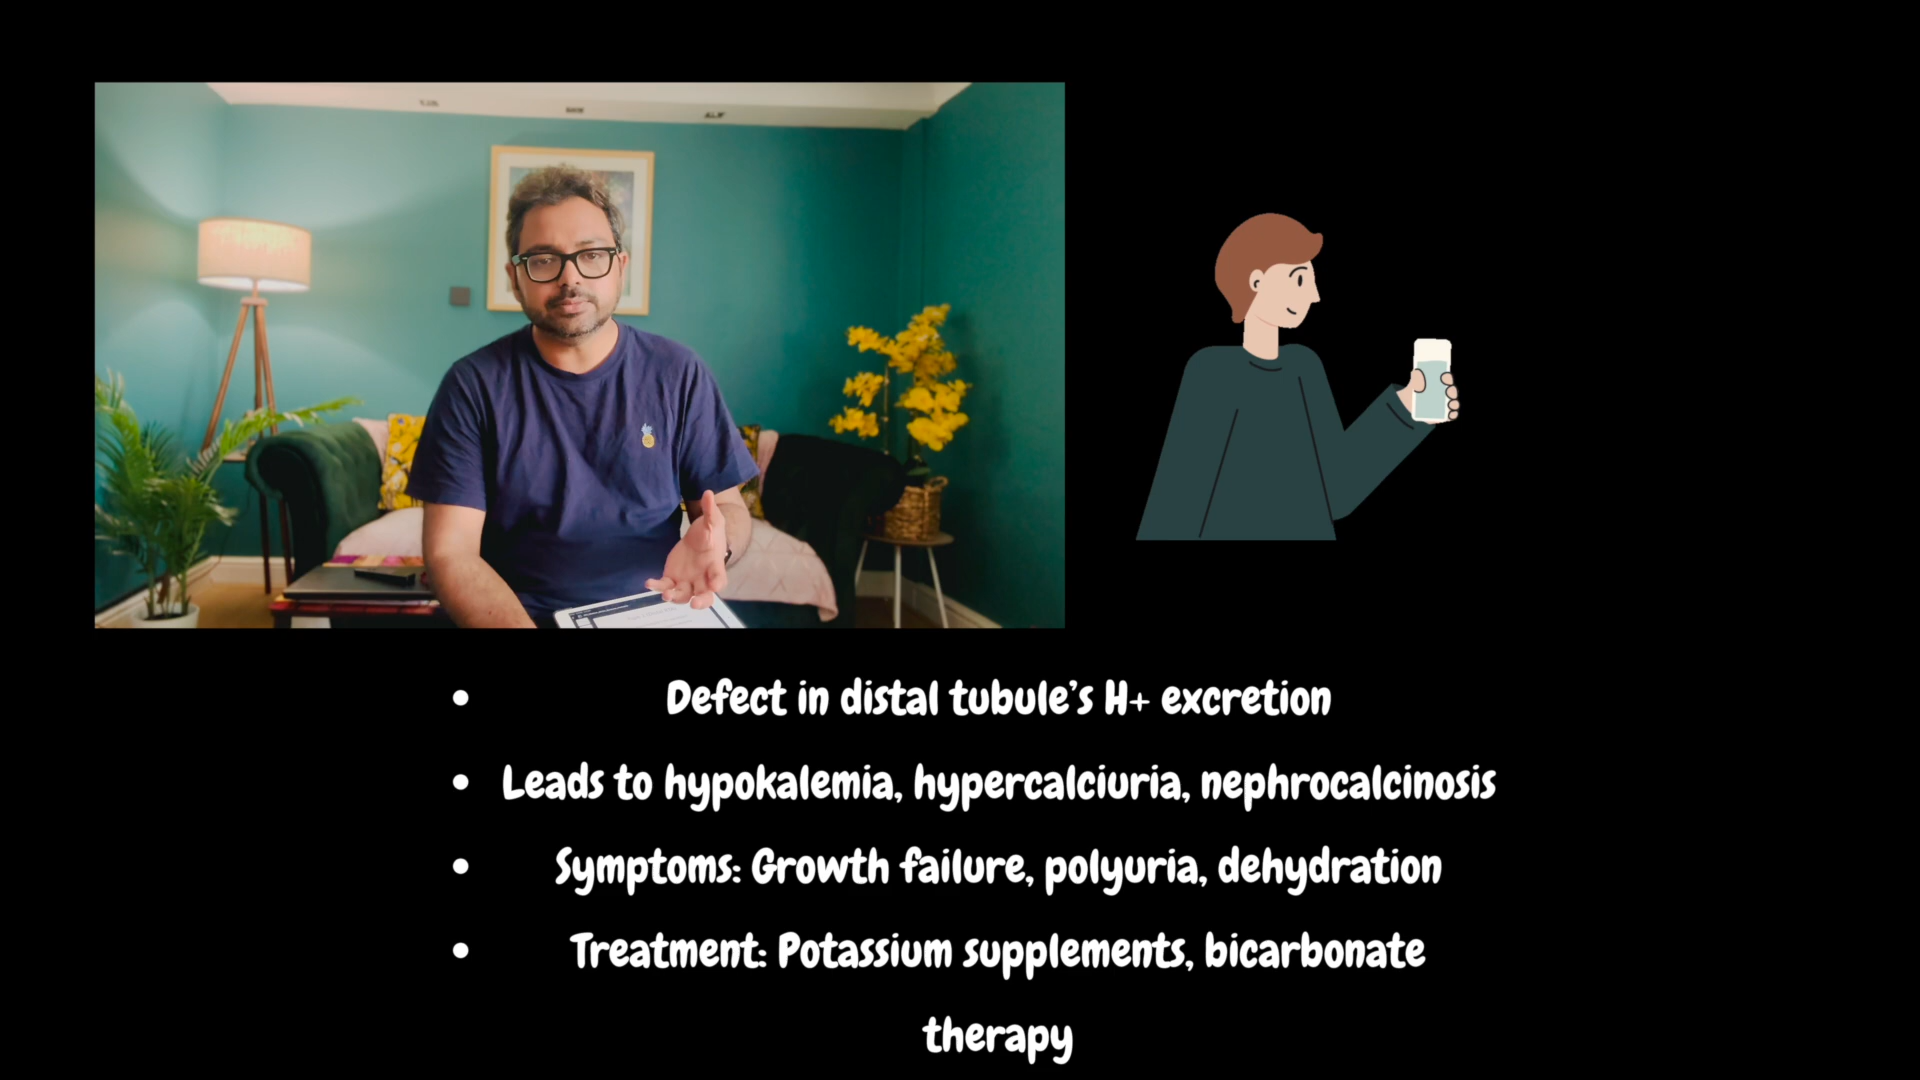 • Defect in distal tubule's H+ excretion
• Leads to hypokalemia, hypercalciuria, nephrocalcinosis
• Symptoms: Growth failure, polyuria, dehydration
• Treatment: Potassium supplements, bicarbonate
therapy